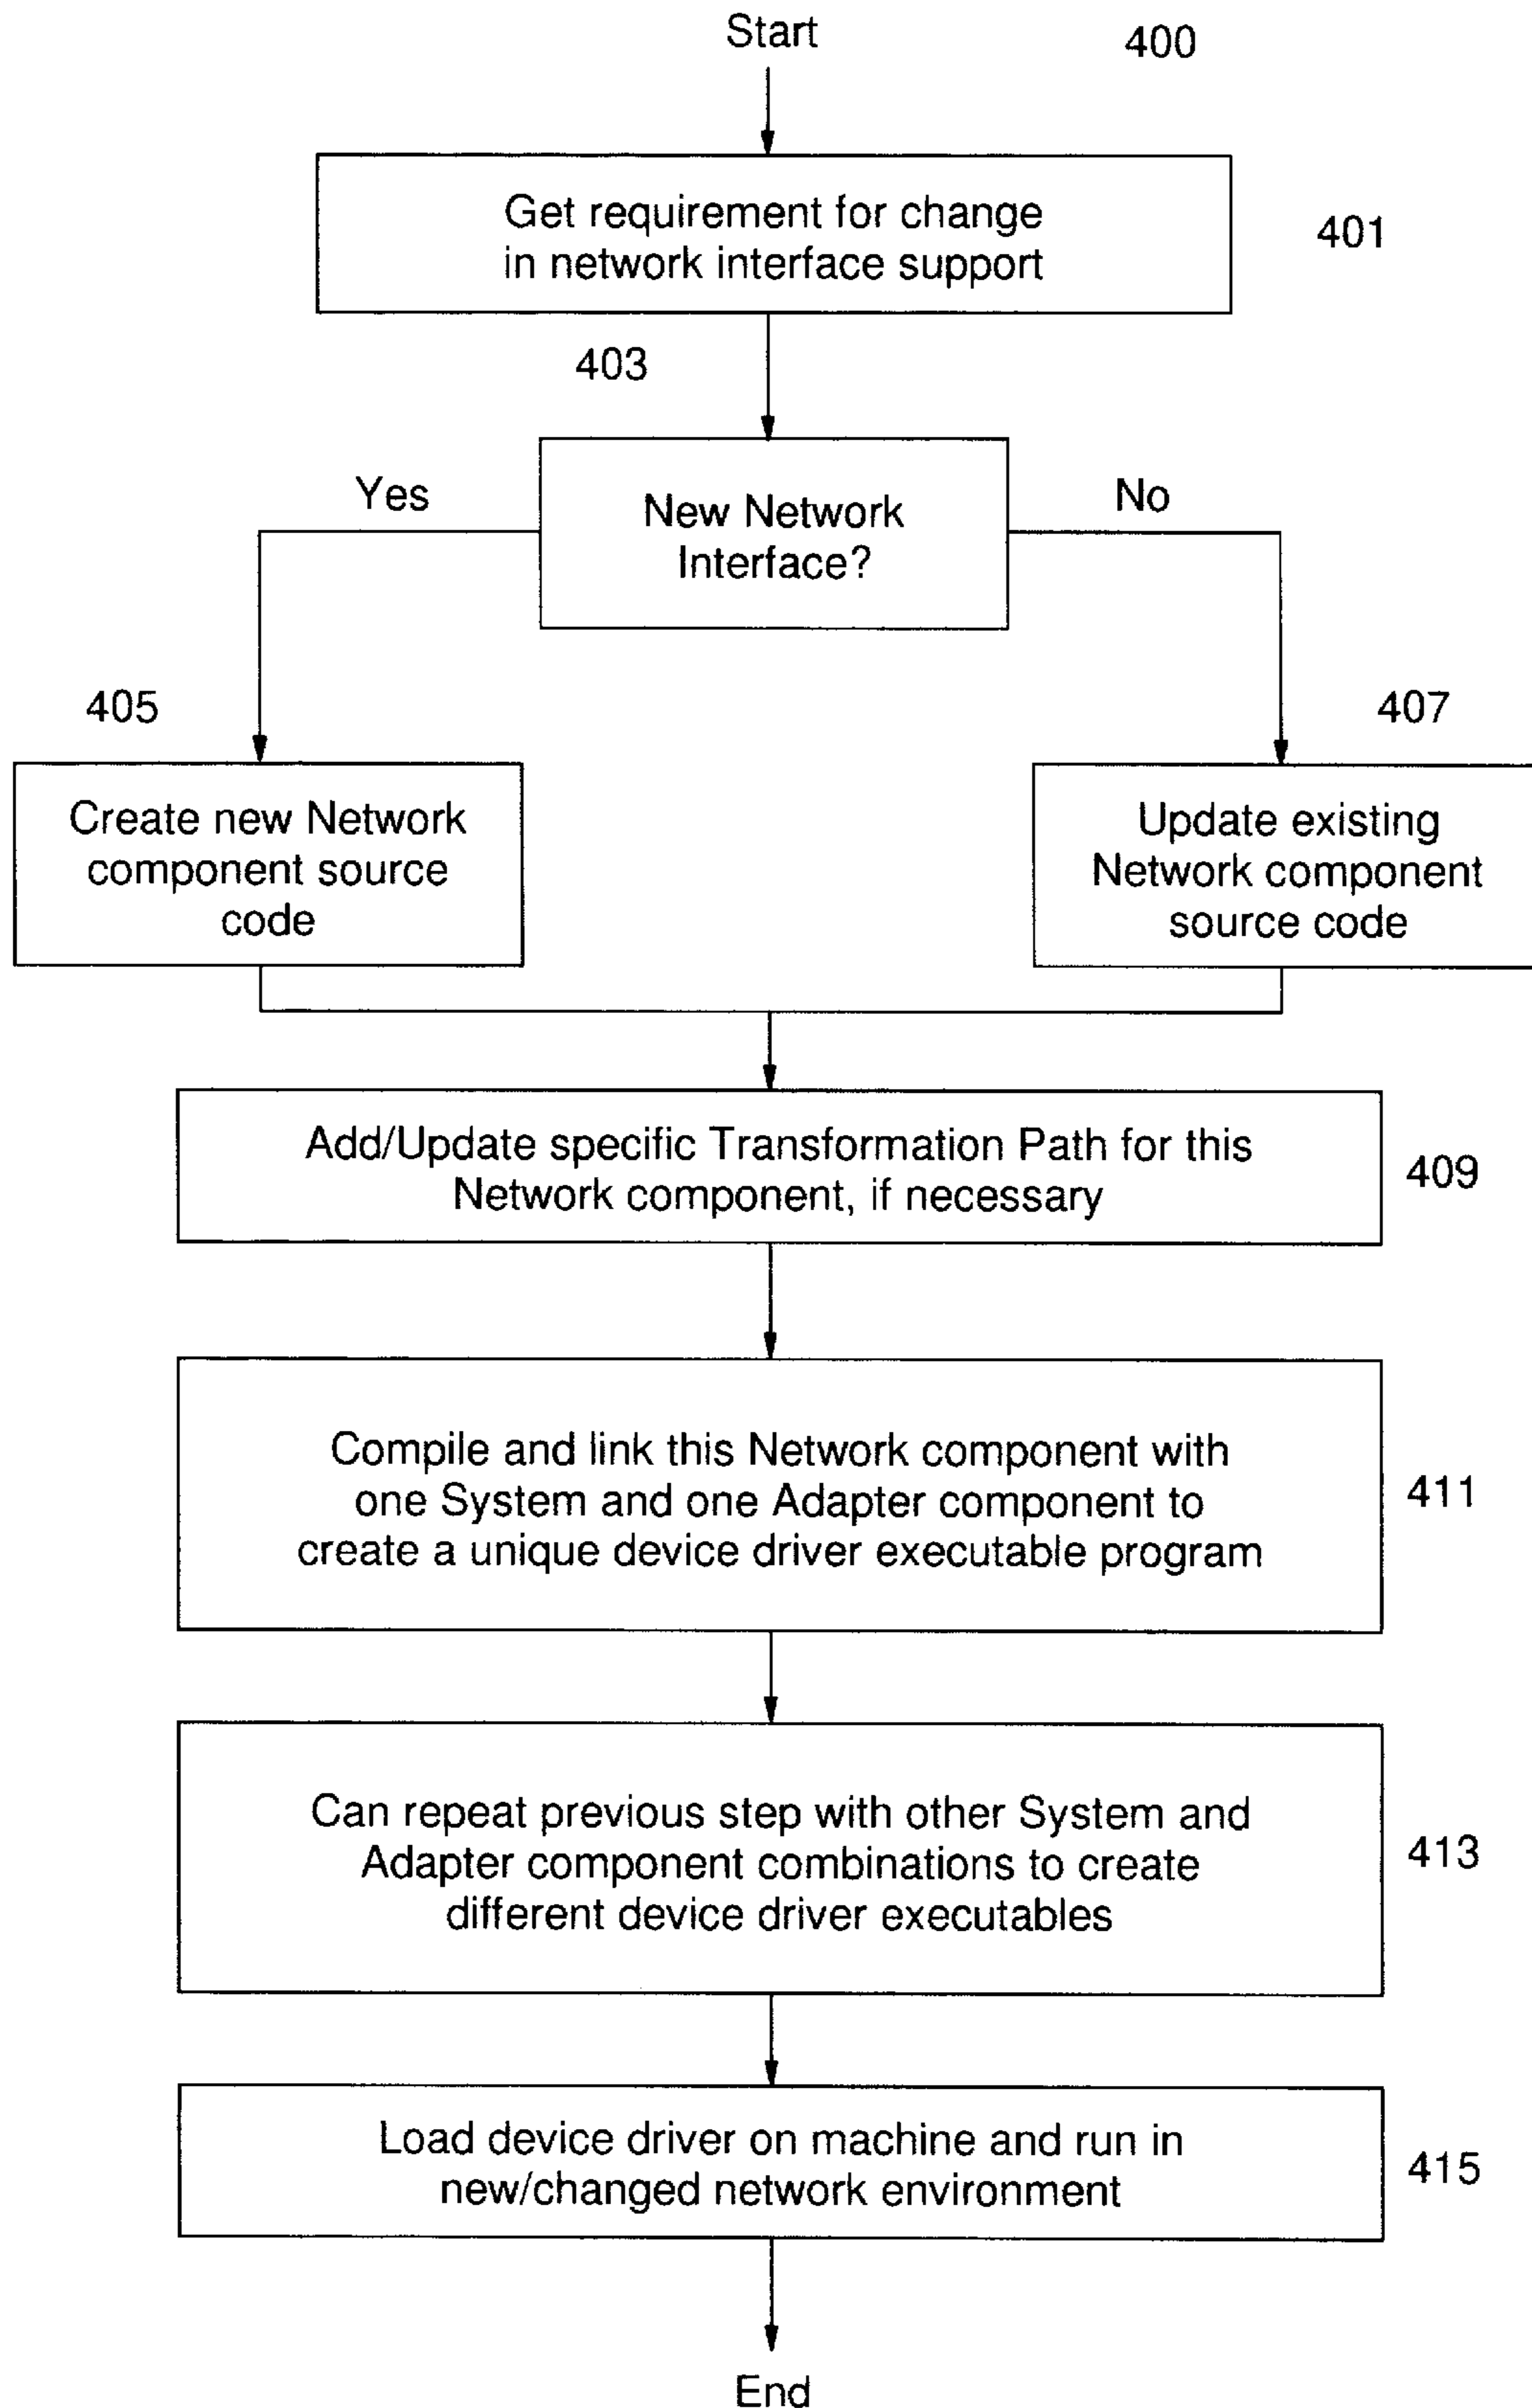 Start
400
Get requirement for change
in network interface support
401
403
Yes
New Network
Interface?
No
405
407
Create new Network
component source
code
Update existing
Network component
source code
Add/Update specific Transformation Path for this
Network component, if necessary
409
Compile and link this Network component with
one System and one Adapter component to
create a unique device driver executable program
411
Can repeat previous step with other System and
Adapter component combinations to create
different device driver executables
413
Load device driver on machine and run in
new/changed network environment
415
End